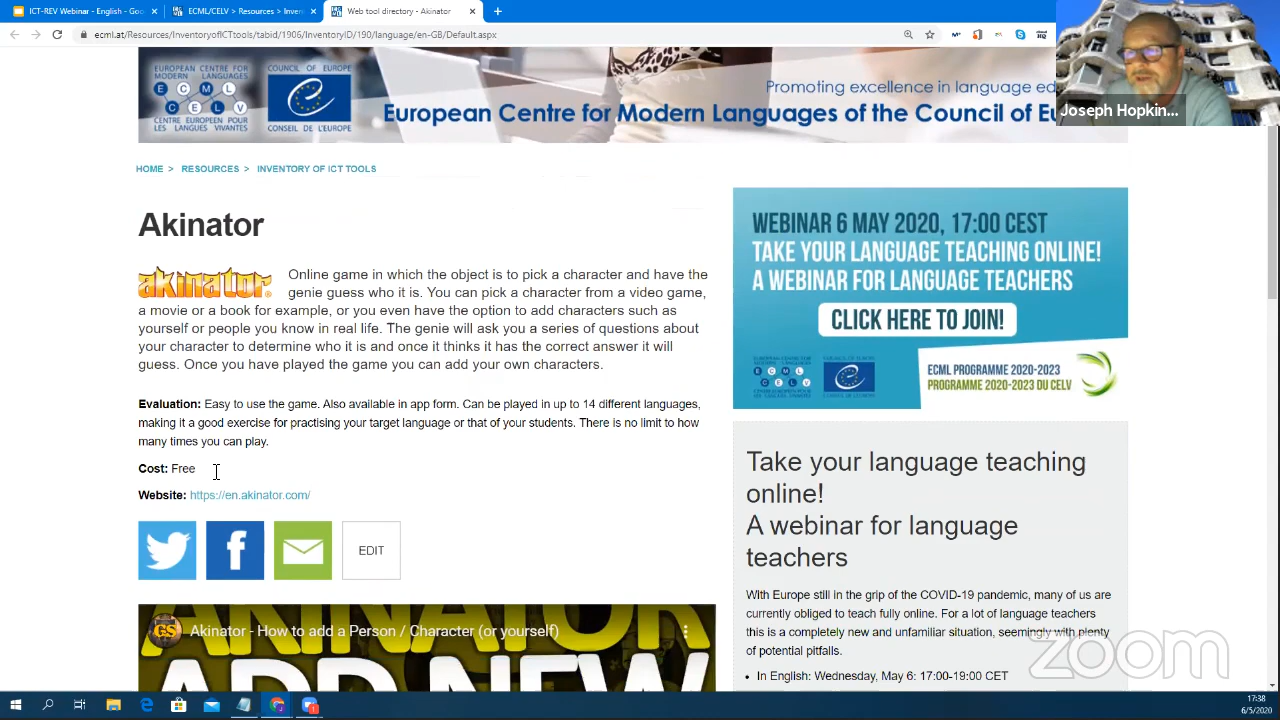 ICT-REV Webinar - English - Goo
ECML/CELV > Resources > Inven
Web tool directory - Akinator
ecml.at/Resources/InventoryofICTtools/tabid/1906/InventoryID/190/language/en-GB/Default.aspx
Joseph Hopkin...
EUROPEAN CENTRE FOR
MODERN LANGUAGES
E C M L
C E L V
CENTRE EUROPEEN POUR
LES LANGUES VIVANTES
COUNCIL OF EUROPE
CONSEIL DE L'EUROPE
Promoting excellence in language ed
European Centre for Modern Languages of the Council of Eu
HOME > RESOURCES > INVENTORY OF ICT TOOLS
Akinator
akinator
Online game in which the object is to pick a character and have the
genie guess who it is. You can pick a character from a video game,
a movie or a book for example, or you even have the option to add characters such as
yourself or people you know in real life. The genie will ask you a series of questions about
your character to determine who it is and once it thinks it has the correct answer it will
guess. Once you have played the game you can add your own characters.
Evaluation: Easy to use the game. Also available in app form. Can be played in up to 14 different languages,
making it a good exercise for practising your target language or that of your students. There is no limit to how
many times you can play.
Cost: Free
Website: https://en.akinator.com/
EDIT
AKINATOR
Akinator - How to add a Person / Character (or yourself)
ADD NEW
WEBINAR 6 MAY 2020, 17:00 CEST
TAKE YOUR LANGUAGE TEACHING ONLINE!
A WEBINAR FOR LANGUAGE TEACHERS
CLICK HERE TO JOIN!
ECML PROGRAMME 2020-2023
PROGRAMME 2020-2023 DU CELV
Take your language teaching
online!
A webinar for language
teachers
With Europe still in the grip of the COVID-19 pandemic, many of us are
currently obliged to teach fully online. For a lot of language teachers
this is a completely new and unfamiliar situation, seemingly with plenty
of potential pitfalls.
• In English: Wednesday, May 6: 17:00-19:00 CET
zoom
17:38
6/5/2020